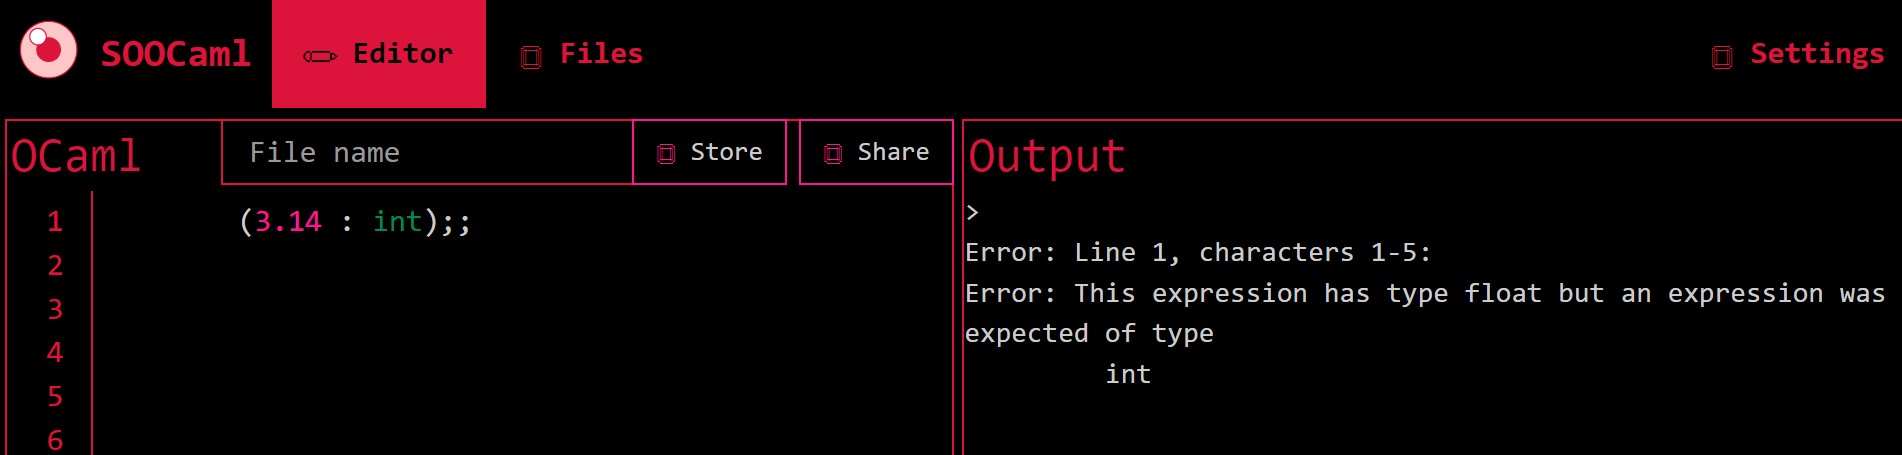 SOOCaml Editor Files Settings
OCaml File name Store Share
1 (3.14 : int);;
2
3
4
5
6
Output
>
Error: Line 1, characters 1-5:
Error: This expression has type float but an expression was
expected of type
int